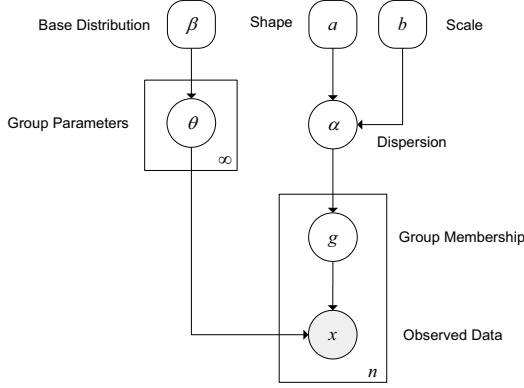 Base Distribution
β
Shape
a
b
Scale
Group Parameters
θ
∞
α
Dispersion
g
Group Membership
x
Observed Data
n